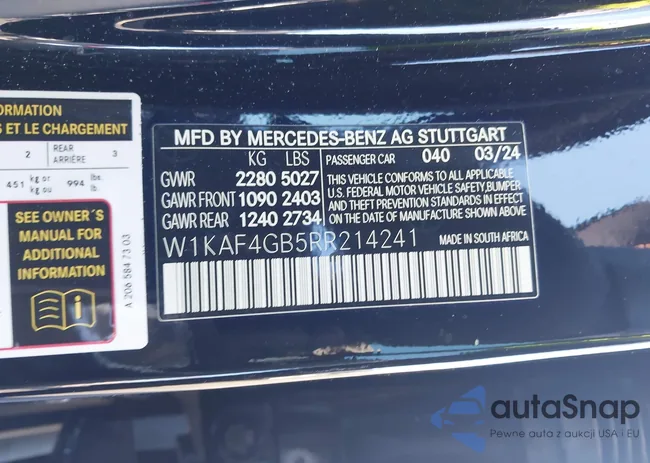 ORMATION
S ET LE CHARGEMENT
2 REAR ARRIÈRE 3
451 kg or kg ou 994 lbs. lb.
SEE OWNER´S
MANUAL FOR
ADDITIONAL
INFORMATION
A 206 584 73 03
MFD BY MERCEDES-BENZ AG STUTTGART
KG LBS
GVWR 2280 5027
GAWR FRONT 1090 2403
GAWR REAR 1240 2734
PASSENGER CAR 040 03/24
THIS VEHICLE CONFORMS TO ALL APPLICABLE
U.S. FEDERAL MOTOR VEHICLE SAFETY,BUMPER
AND THEFT PREVENTION STANDARDS IN EFFECT
ON THE DATE OF MANUFACTURE SHOWN ABOVE.
W1KAF4GB5RR214241 MADE IN SOUTH AFRICA
autaSnap
Pewne auta z aukcji USA i EU